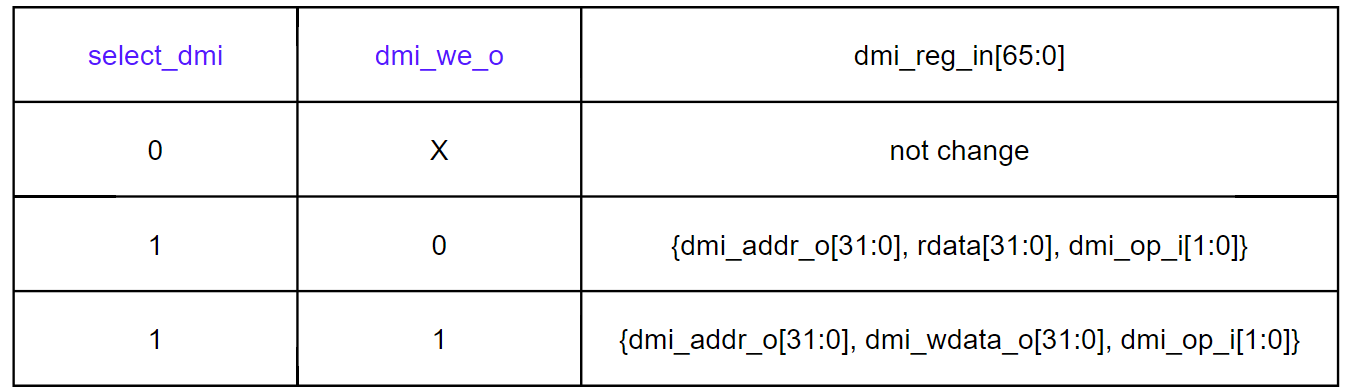 select_dmi dmi_we_o dmi_reg_in[65:0]
0 X not change
1 0 {dmi_addr_o[31:0], rdata[31:0], dmi_op_i[1:0]}
1 1 {dmi_addr_o[31:0], dmi_wdata_o[31:0], dmi_op_i[1:0]}